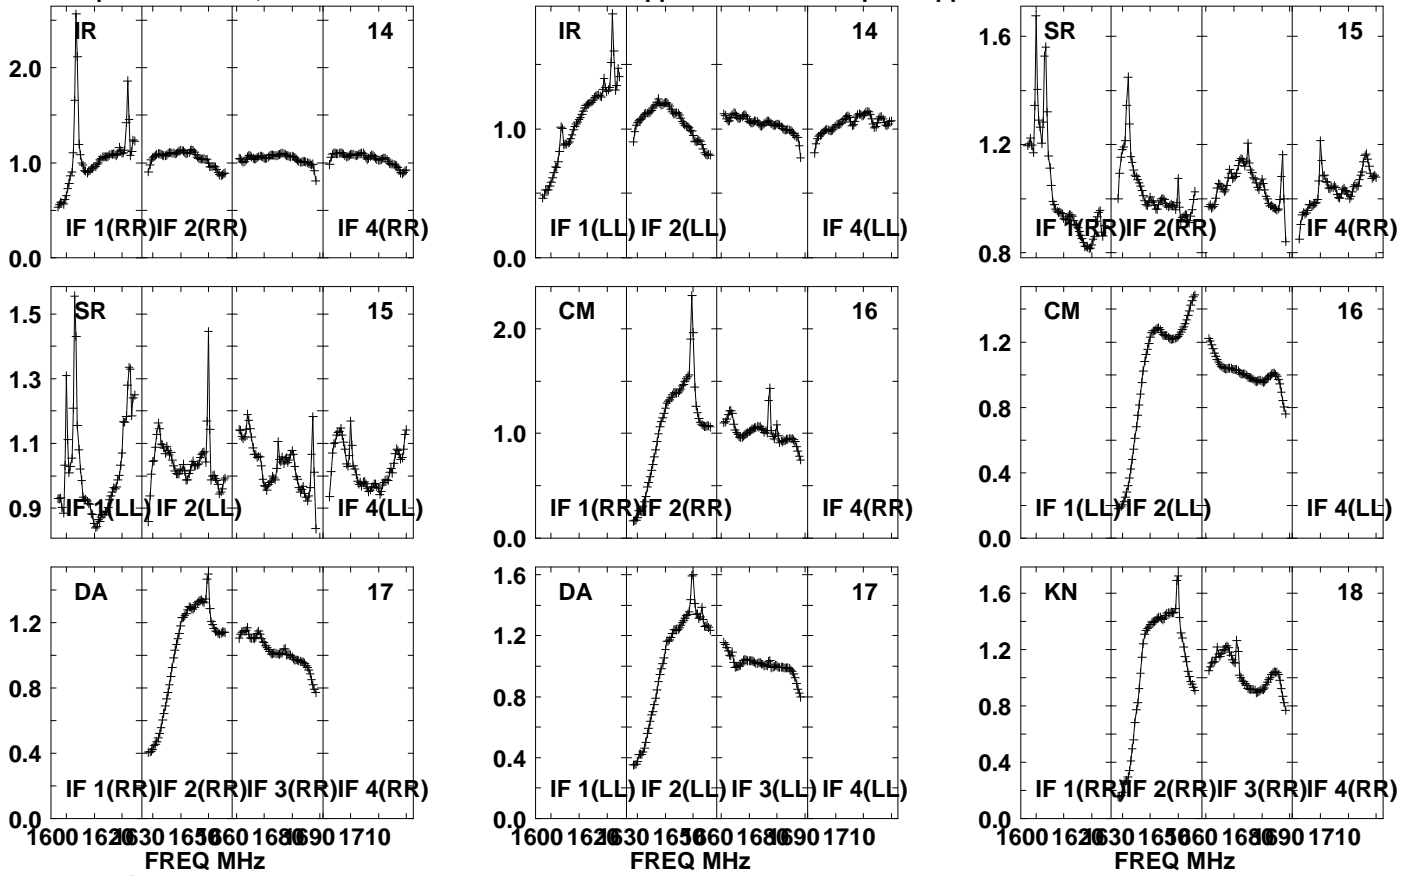 IR 14 IR 14 SR 15
2.0 1.0 0.0
IF 1(RR) IF 2(RR) IF 4(RR)
1.0 0.0
IF 1(LL) IF 2(LL) IF 4(LL)
1.6 1.2 0.8
IF 1(RR) IF 2(RR) IF 4(RR)
SR 15 CM 16 CM 16
1.5 1.3 1.1 0.9
IF 1(LL) IF 2(LL) IF 4(LL)
2.0 1.0 0.0
IF 1(RR) IF 2(RR) IF 4(RR)
1.2 0.8 0.4 0.0
IF 1(LL) IF 2(LL) IF 4(LL)
DA 17 DA 17 KN 18
1.2 0.8 0.4 0.0
IF 1(RR) IF 2(RR) IF 3(RR) IF 4(RR)
1.6 1.2 0.8 0.4 0.0
IF 1(LL) IF 2(LL) IF 3(LL) IF 4(LL)
1.6 1.2 0.8 0.4 0.0
IF 1(RR) IF 2(RR) IF 3(RR) IF 4(RR)
1600 1620 1630 1650 1660 1680 1690 1710
1600 1620 1630 1650 1660 1680 1690 1710
1600 1620 1630 1650 1660 1680 1690 1710
FREQ MHz FREQ MHz FREQ MHz